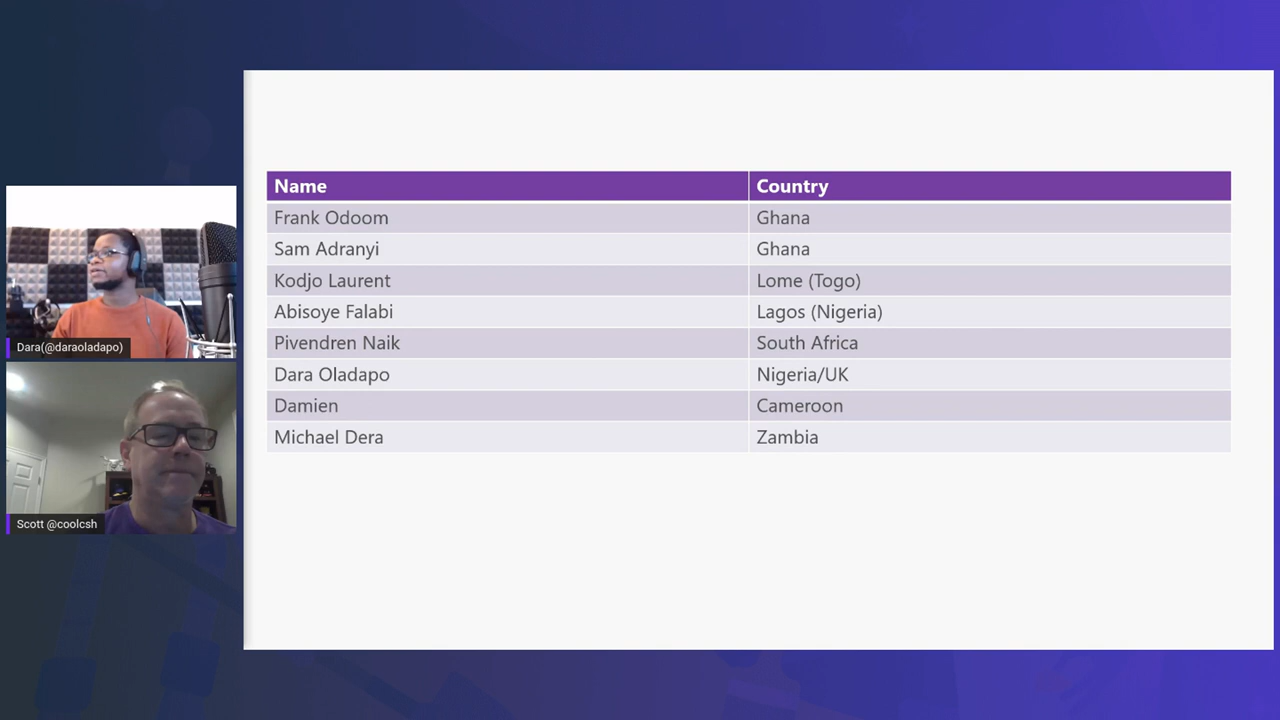 Name Country
Frank Odoom Ghana
Sam Adranyi Ghana
Kodjo Laurent Lome (Togo)
Abisoye Falabi Lagos (Nigeria)
Pivendren Naik South Africa
Dara Oladapo Nigeria/UK
Damien Cameroon
Michael Dera Zambia
Dara(@daraoladapo)
Scott @coolcsh